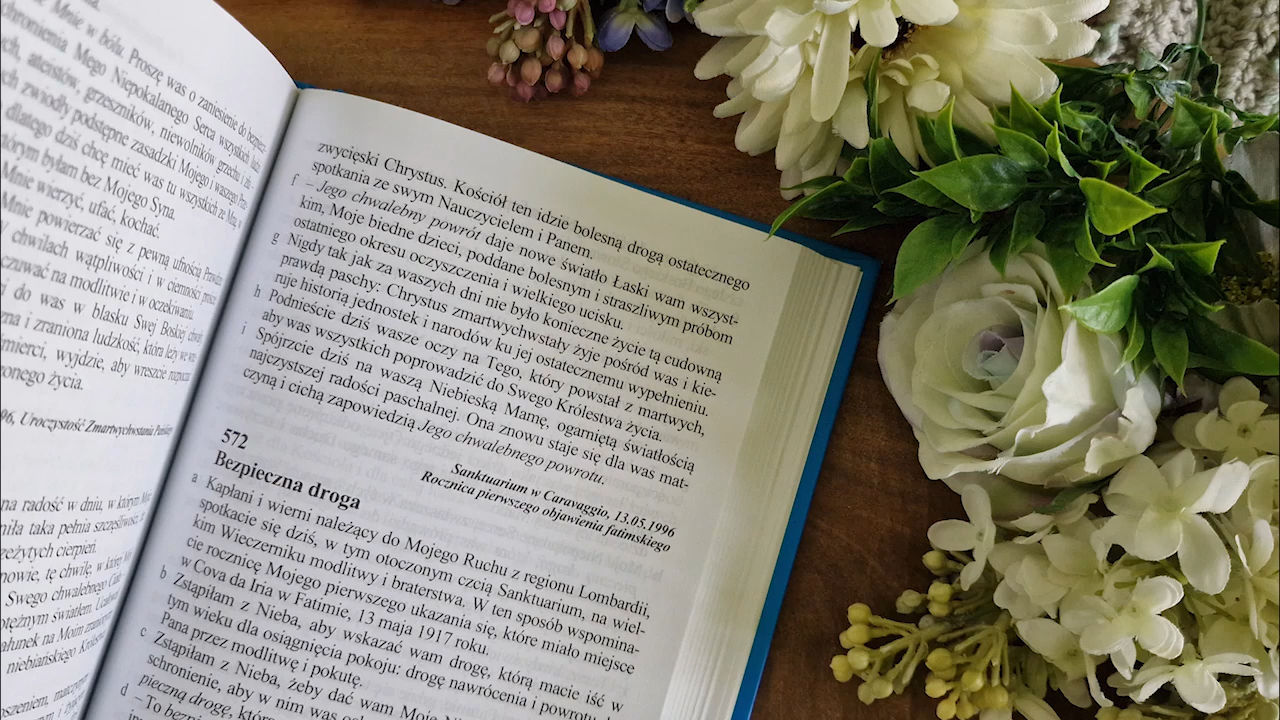 Mnie w bólu. Proszę was o zaniesienie do
chronienia Mego Niepokalanego Serca wszystkich
ateistów, grzeszników, niewolników grzechu i
zwiodły podstępne zasadzki Mojego i waszego
dlatego dziś chcę mieć was tu wszystkich ze Mną,
którym byłam bez Mojego Syna.
Mnie wierzyć, ufać, kochać.
Mnie powierzać się z pewną ufnością
chwilach wątpliwości i w ciemności
czuwać na modlitwie i w oczekiwaniu.
do was w blasku Swej Boskiej
i zraniona ludzkość, która leży w
śmierci, wyjdzie, aby wreszcie
życia.
96, Uroczystość Zmartwychwstania
na radość w dniu, w którym
taka pełnia szczęśliwości,
cierpień.
tę chwilę, w której
Swego chwalebnego
światłem.
na Moim
niebiańskiego
zwycięski Chrystus. Kościół ten idzie bolesną drogą ostatecznego
spotkania ze swym Nauczycielem i Panem.
f – Jego chwalebny powrót daje nowe światło Łaski wam wszyst-
kim, Moje biedne dzieci, poddane bolesnym i straszliwym próbom
ostatniego okresu oczyszczenia i wielkiego ucisku.
g Nigdy tak jak za waszych dni nie było konieczne życie tą cudowną
prawdą paschy: Chrystus zmartwychwstały żyje pośród was i kie-
ruje historią jednostek i narodów ku jej ostatecznemu wypełnieniu.
h Podnieście dziś wasze oczy na Tego, który powstał z martwych,
aby was wszystkich poprowadzić do Swego Królestwa życia.
i Spójrzcie dziś na waszą Niebieską Mamę, ogarniętą światłością
najczystszej radości paschalnej. Ona znowu staje się dla was mat-
czyną i cichą zapowiedzią Jego chwalebnego powrotu.
Sanktuarium w Caravaggio, 13.05.1996
Rocznica pierwszego objawienia fatimskiego
572
Bezpieczna droga
a Kapłani i wierni należący do Mojego Ruchu z regionu Lombardii,
spotkacie się dziś, w tym otoczonym czcią Sanktuarium, na wiel-
kim Wieczerniku modlitwy i braterstwa. W ten sposób wspomina-
cie rocznicę Mojego pierwszego ukazania się, które miało miejsce
w Cova da Iria w Fatimie, 13 maja 1917 roku.
b Zstąpiłam z Nieba, aby wskazać wam drogę, którą macie iść w
tym wieku dla osiągnięcia pokoju: drogę nawrócenia i powrotu do
Pana przez modlitwę i pokutę.
c Zstąpiłam z Nieba, żeby dać wam Moje
schronienie, aby w nim was
pieczną drogę,
d – To